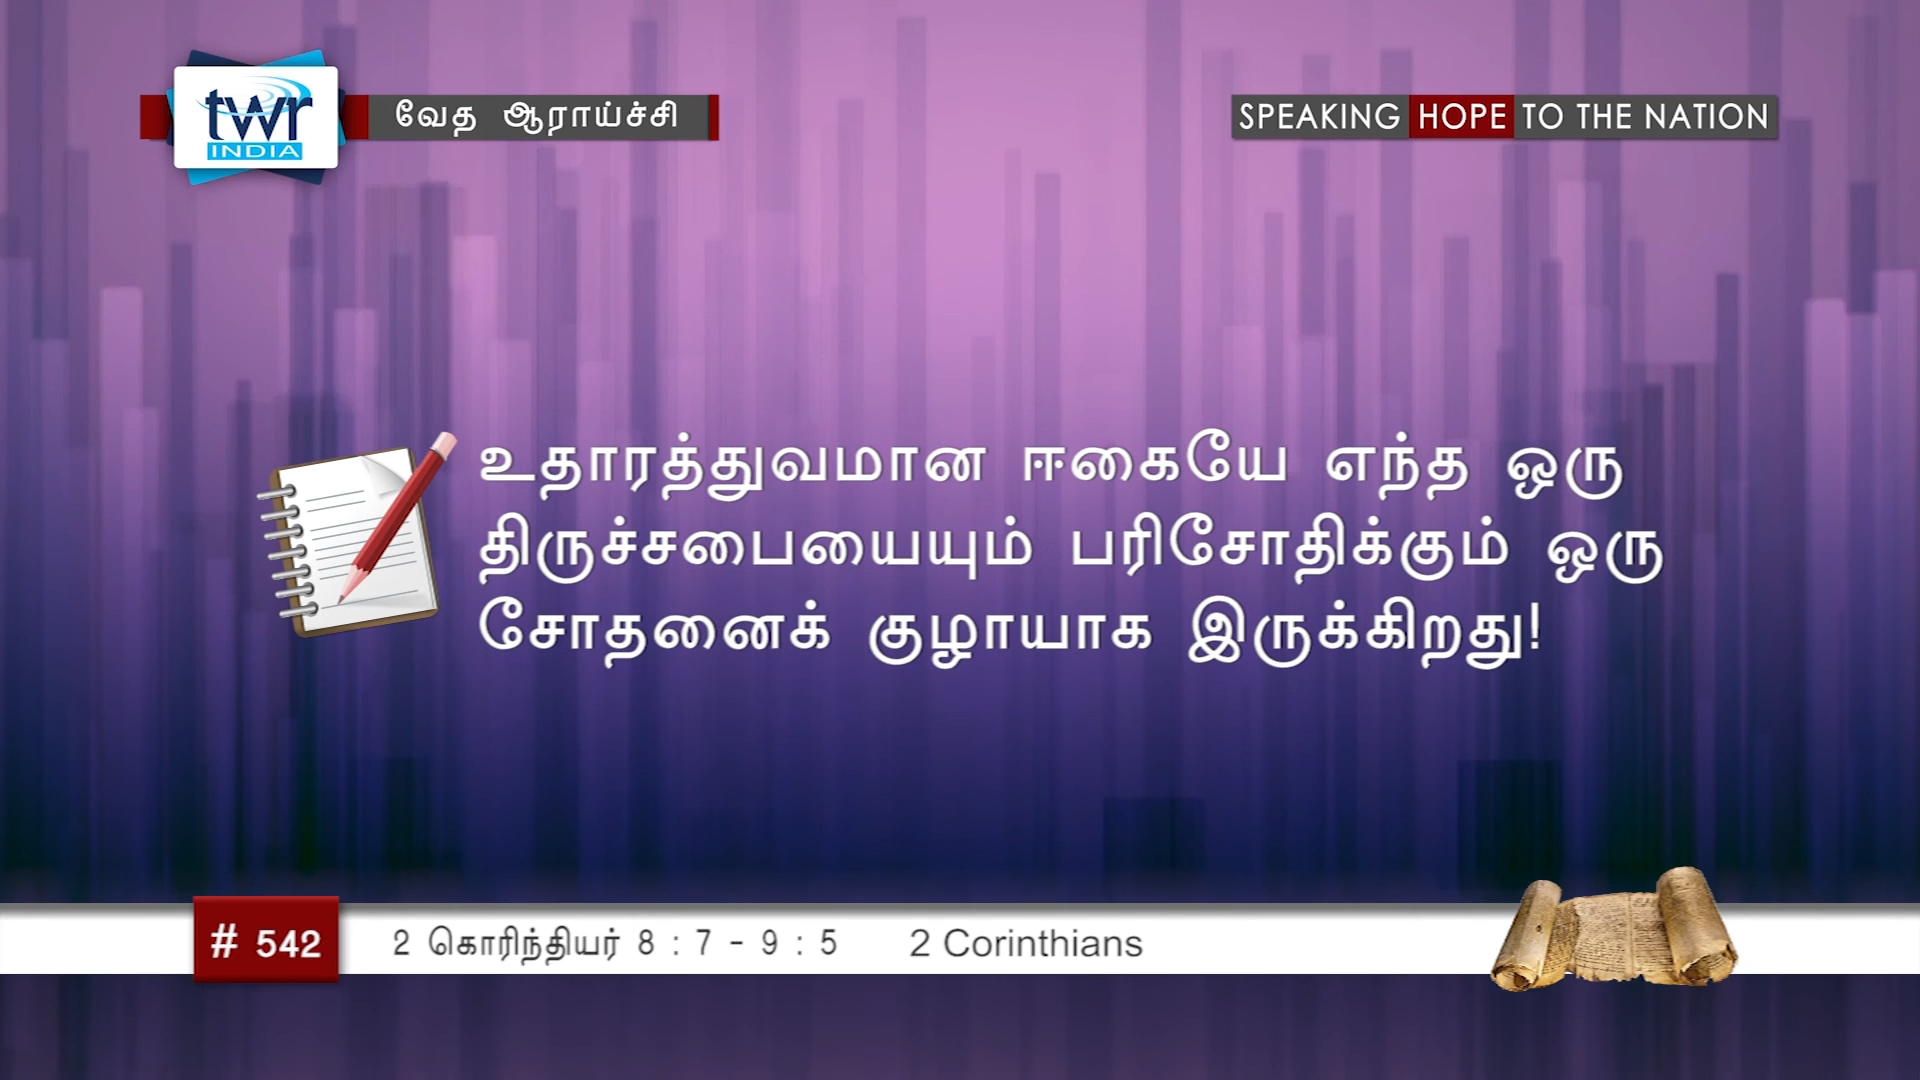 twr
INDIA
வேத ஆராய்ச்சி
SPEAKING HOPE TO THE NATION
உதாரத்துவமான ஈகையே எந்த ஒரு
திருச்சபையையும் பரிசோதிக்கும் ஒரு
சோதனைக் குழாயாக இருக்கிறது!
# 542
2 கொரிந்தியர் 8 : 7 - 9 : 5
2 Corinthians